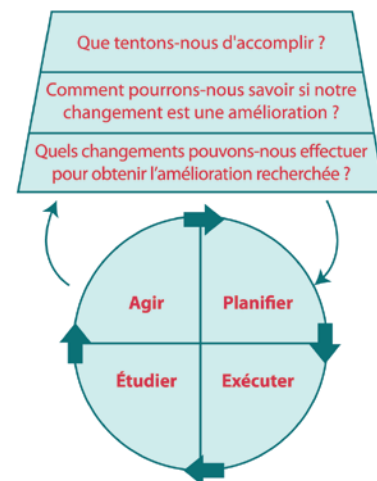 Que tentons-nous d'accomplir ?
Comment pourrons-nous savoir si notre
changement est une amélioration ?
Quels changements pouvons-nous effectuer
pour obtenir l’amélioration recherchée ?
Agir
Planifier
Étudier
Exécuter